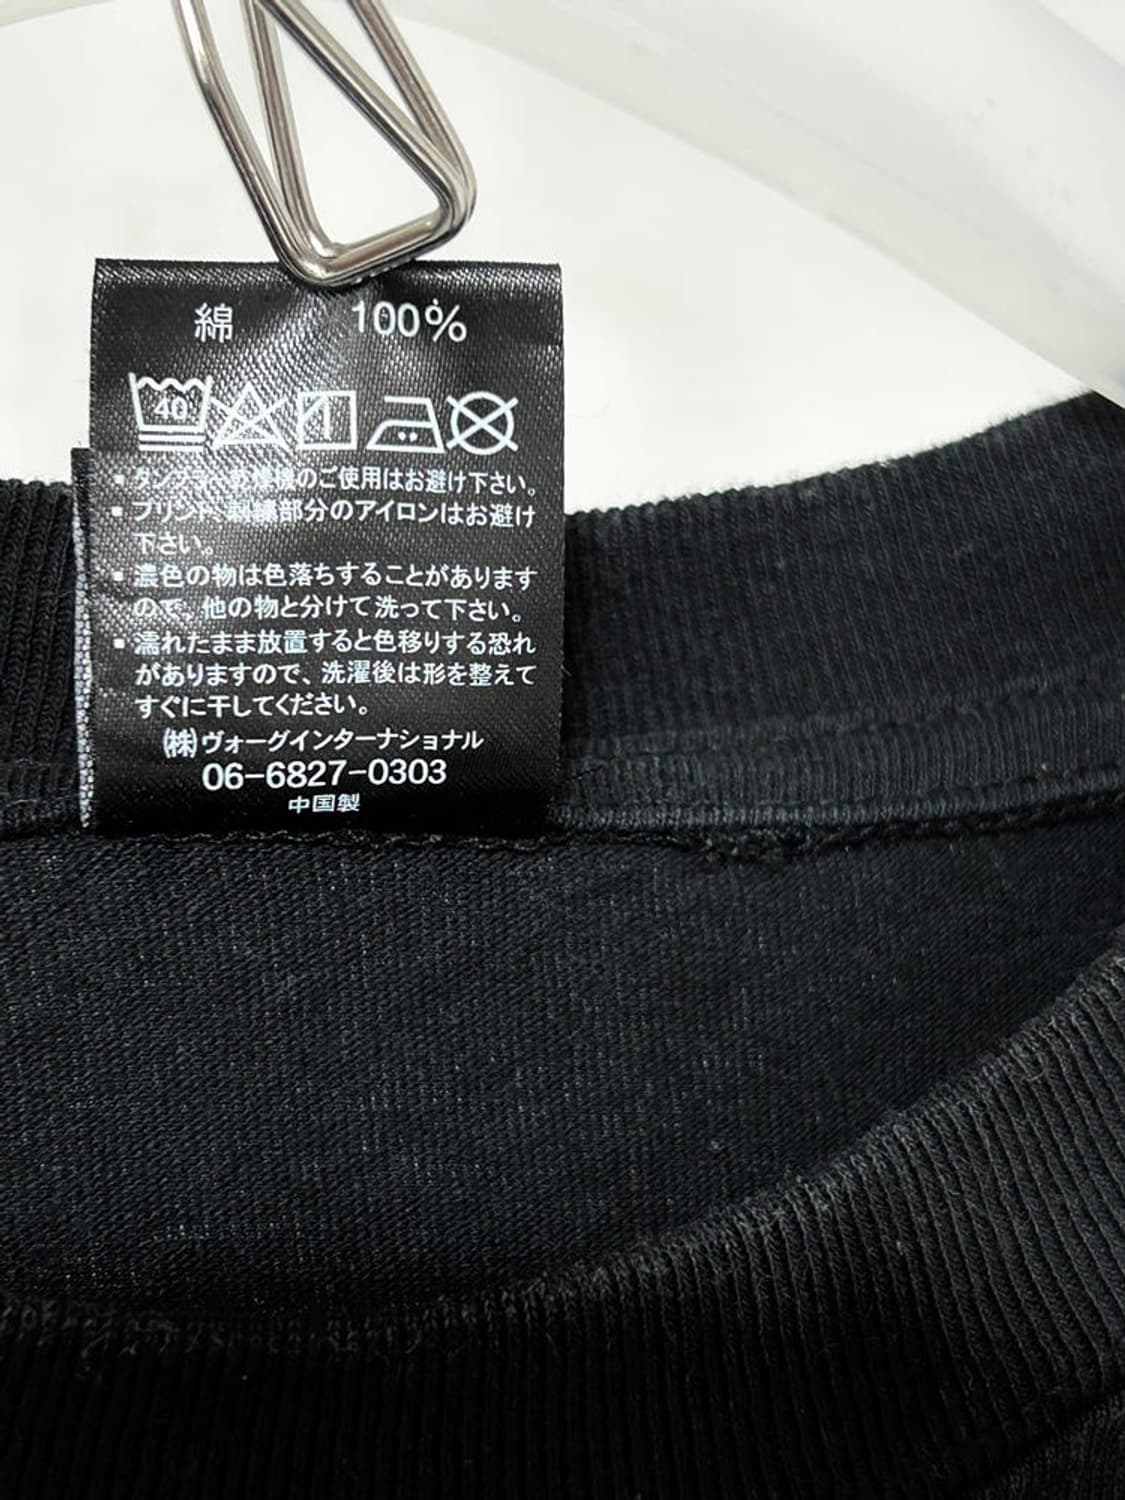 綿 100%
40
▪タンブラー乾燥機のご使用はお避け下さい。
▪プリント、刺繍部分のアイロンはお避け
下さい。
▪濃色の物は色落ちすることがあります
ので、他の物と分けて洗って下さい。
▪濡れたまま放置すると色移りする恐れ
がありますので、洗濯後は形を整えて
すぐに干してください。
㈱ヴォーグインターナショナル
06-6827-0303
中国製